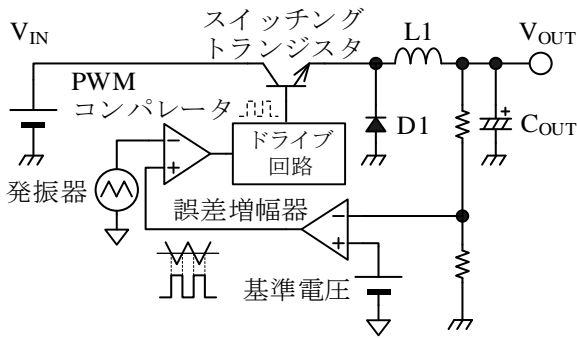 スイッチング
トランジスタ
V_IN
L1
V_OUT
PWM
コンパレータ
D1
C_OUT
ドライブ
回路
発振器
誤差増幅器
基準電圧